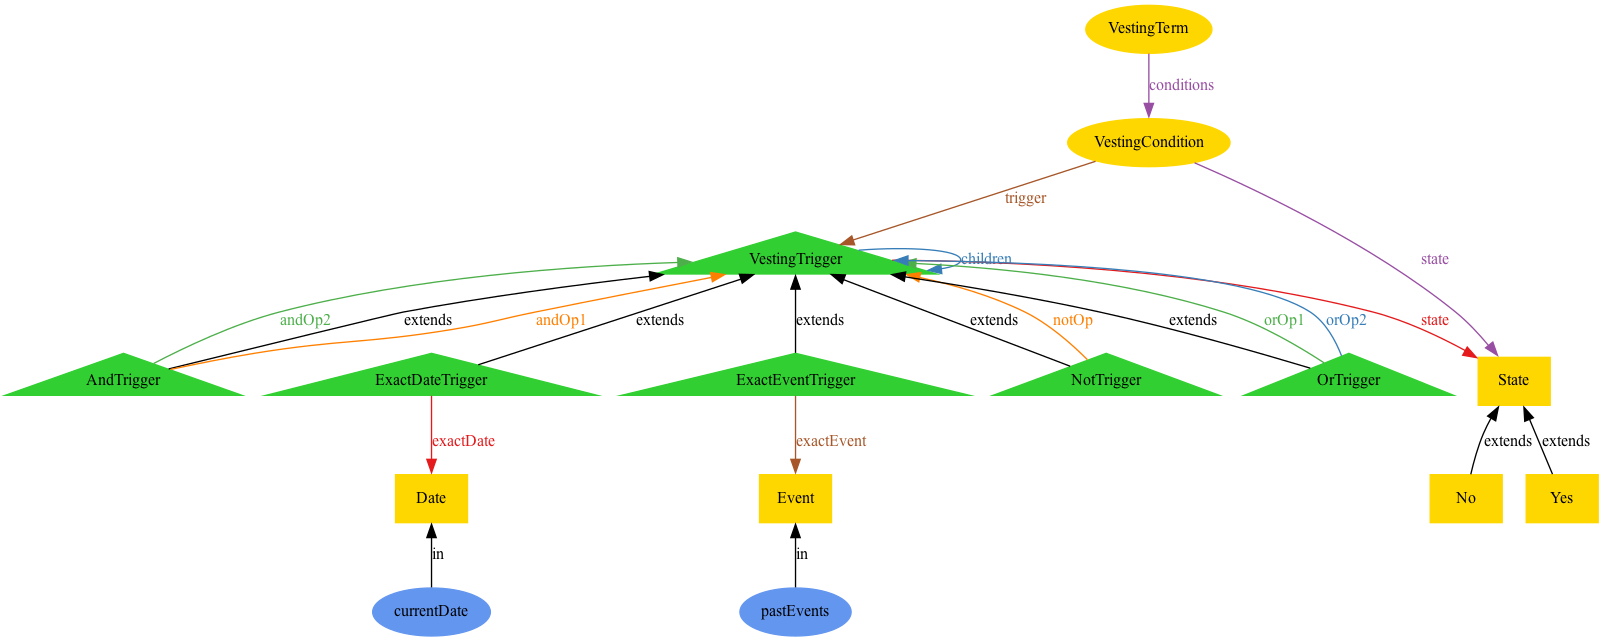 VestingTerm
conditions
VestingCondition
trigger
VestingTrigger
children
state
andOp2
extends
andOp1
extends
extends
extends
notOp
extends
orOp1
orOp2
state
AndTrigger
ExactDateTrigger
ExactEventTrigger
NotTrigger
OrTrigger
State
exactDate
exactEvent
extends
extends
Date
Event
No
Yes
in
in
currentDate
pastEvents